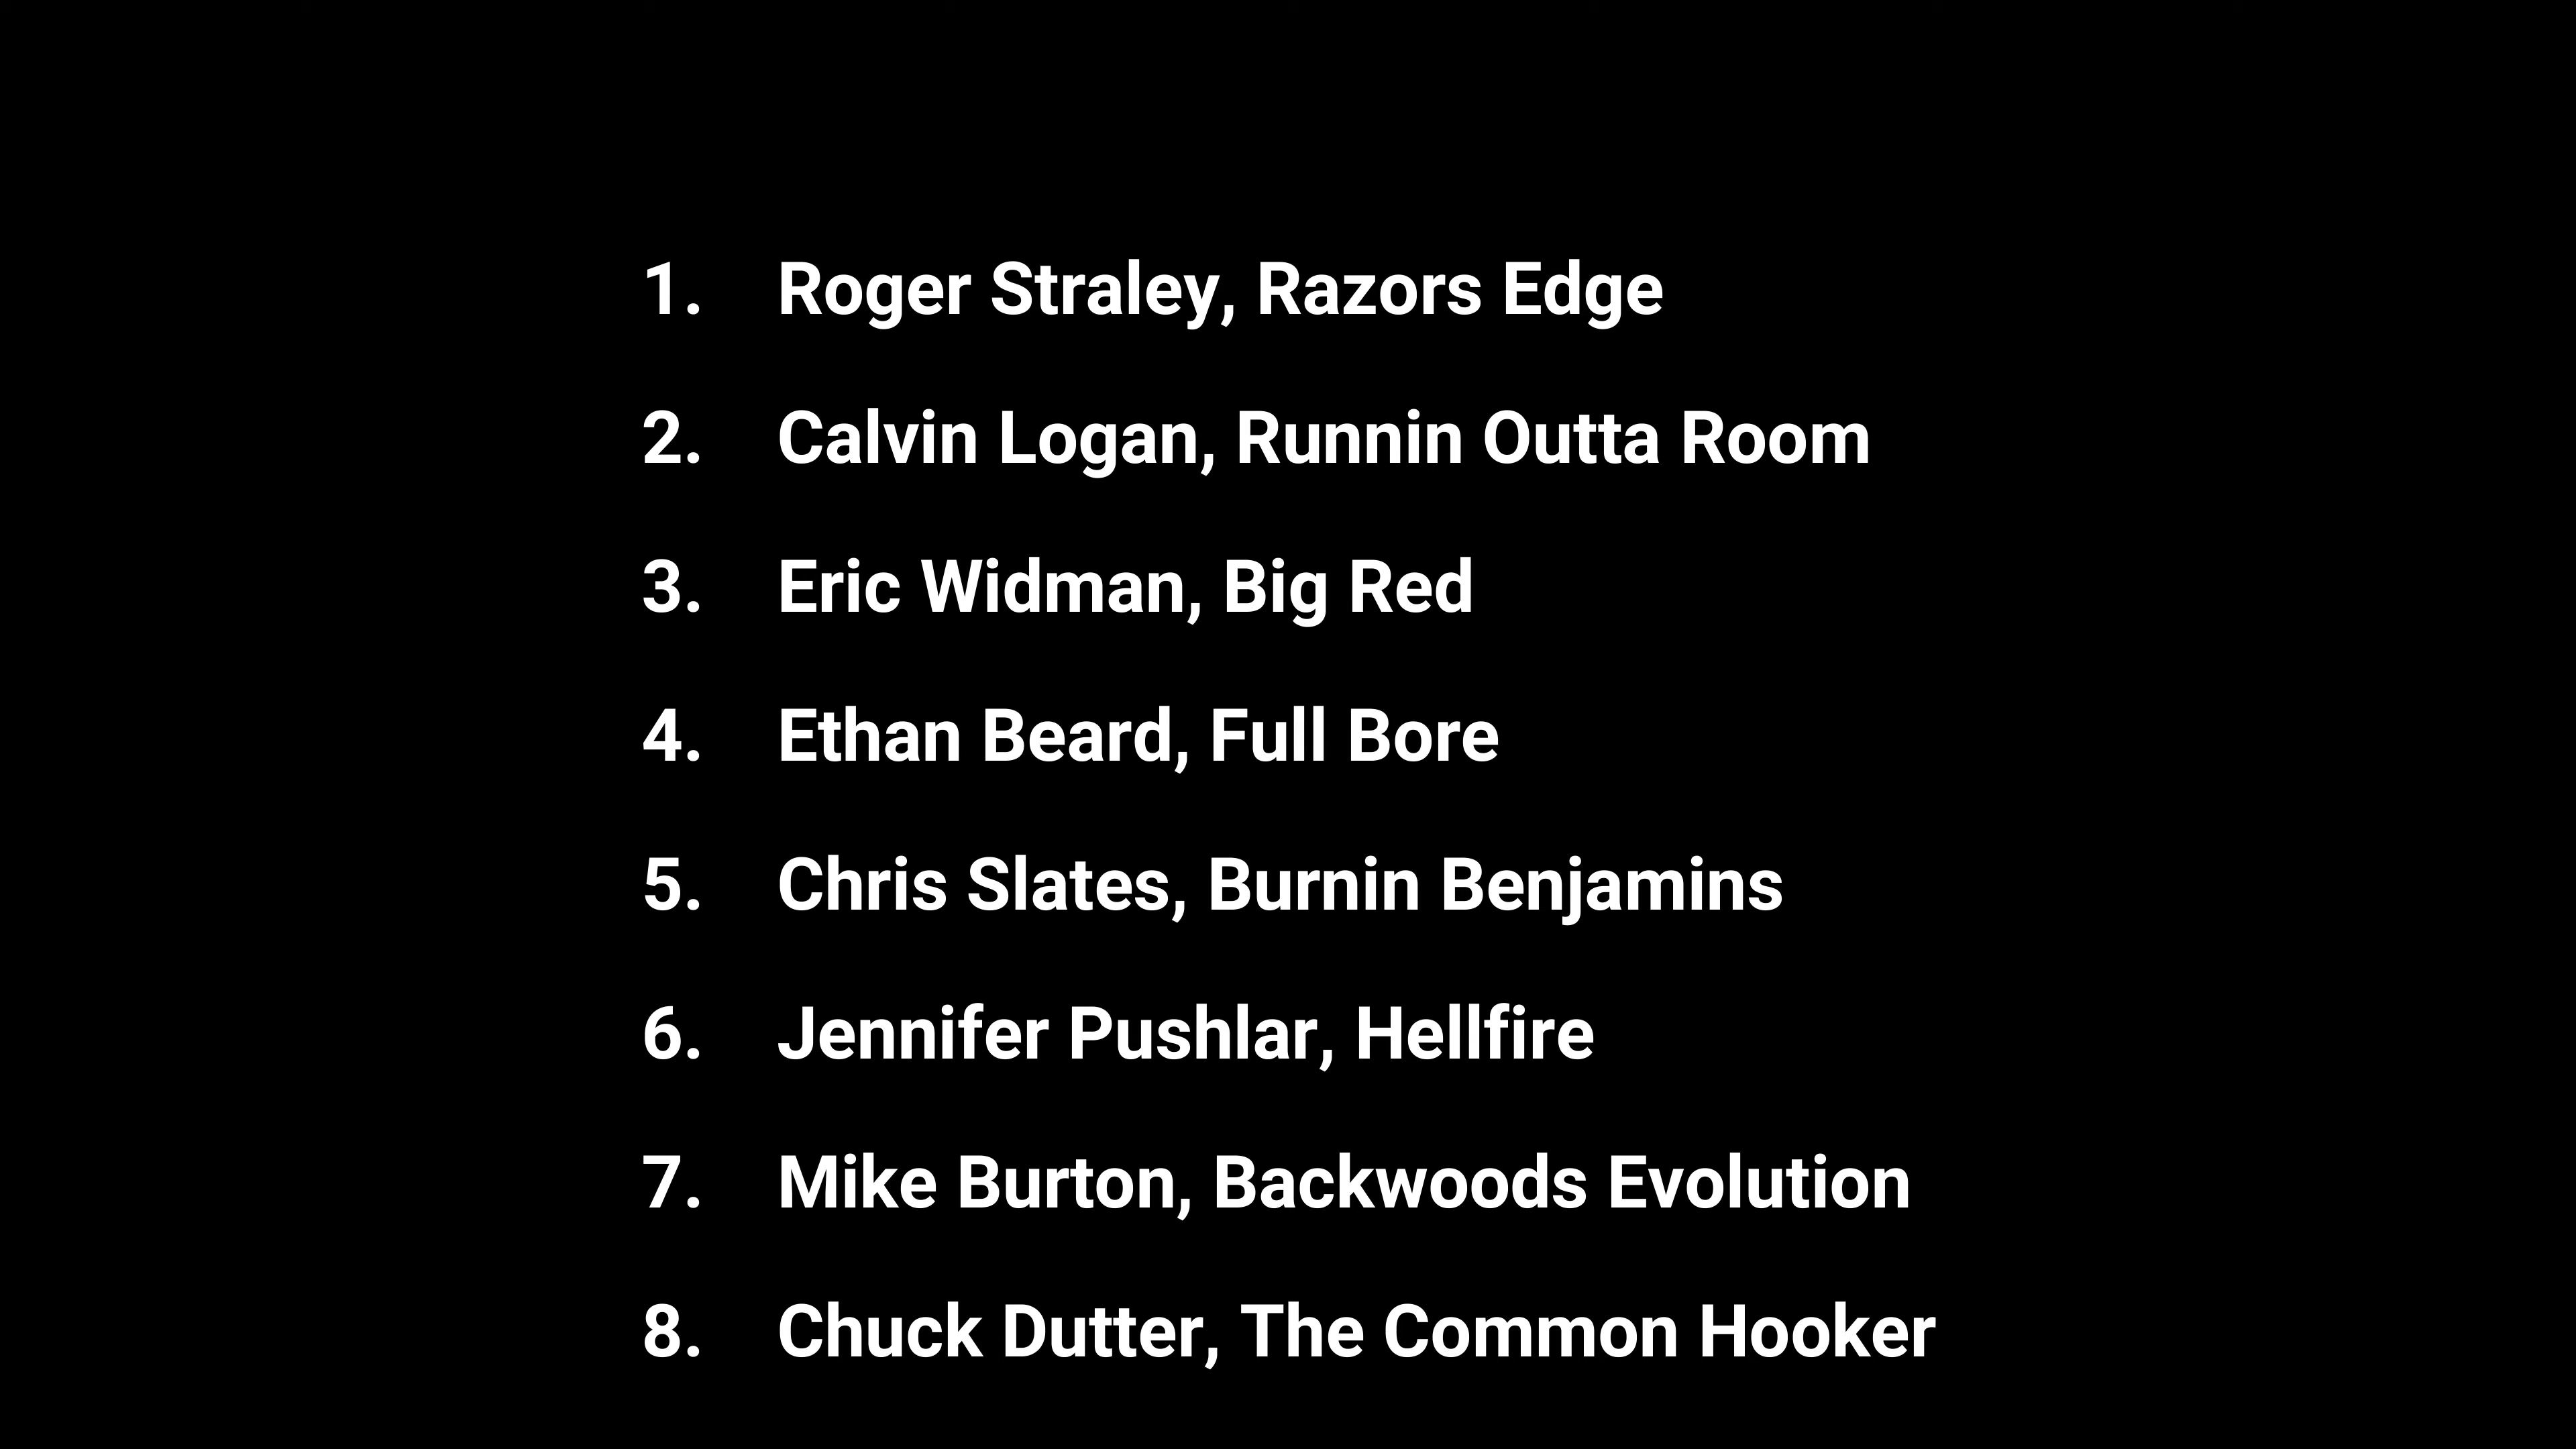 1. Roger Straley, Razors Edge
2. Calvin Logan, Runnin Outta Room
3. Eric Widman, Big Red
4. Ethan Beard, Full Bore
5. Chris Slates, Burnin Benjamins
6. Jennifer Pushlar, Hellfire
7. Mike Burton, Backwoods Evolution
8. Chuck Dutter, The Common Hooker